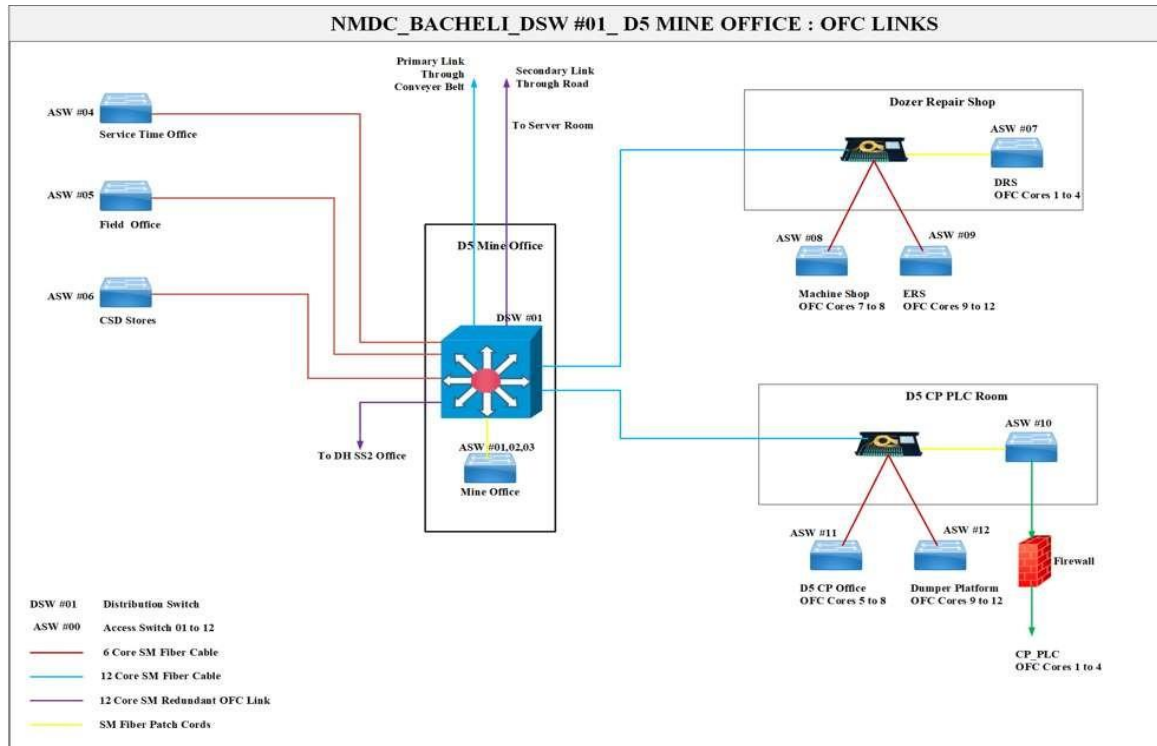 NMDC_BACHELI_DSW #01_ D5 MINE OFFICE : OFC LINKS
Primary Link
Through
Conveyer Belt
Secondary Link
Through Road
To Server Room
ASW #04
Service Time Office
ASW #05
Field Office
ASW #06
CSD Stores
D5 Mine Office
DSW #01
To DH SS2 Office
ASW #01,02,03
Mine Office
Dozer Repair Shop
ASW #07
DRS
OFC Cores 1 to 4
ASW #08
Machine Shop
OFC Cores 7 to 8
ASW #09
ERS
OFC Cores 9 to 12
D5 CP PLC Room
ASW #10
ASW #11
D5 CP Office
OFC Cores 5 to 8
ASW #12
Dumper Platform
OFC Cores 9 to 12
Firewall
CP_PLC
OFC Cores 1 to 4
DSW #01 Distribution Switch
ASW #00 Access Switch 01 to 12
6 Core SM Fiber Cable
12 Core SM Fiber Cable
12 Core SM Redundant OFC Link
SM Fiber Patch Cords